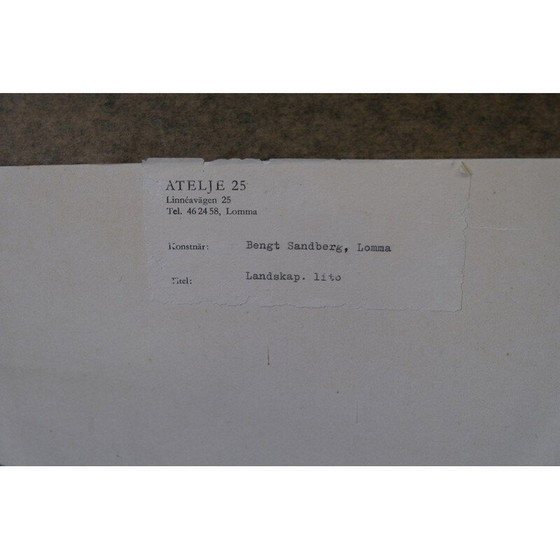 ATELJE 25
Linnéavägen 25
Tel. 46 24 58, Lomma
Konstnär: Bengt Sandberg, Lomma
Titel: Landskap. lito